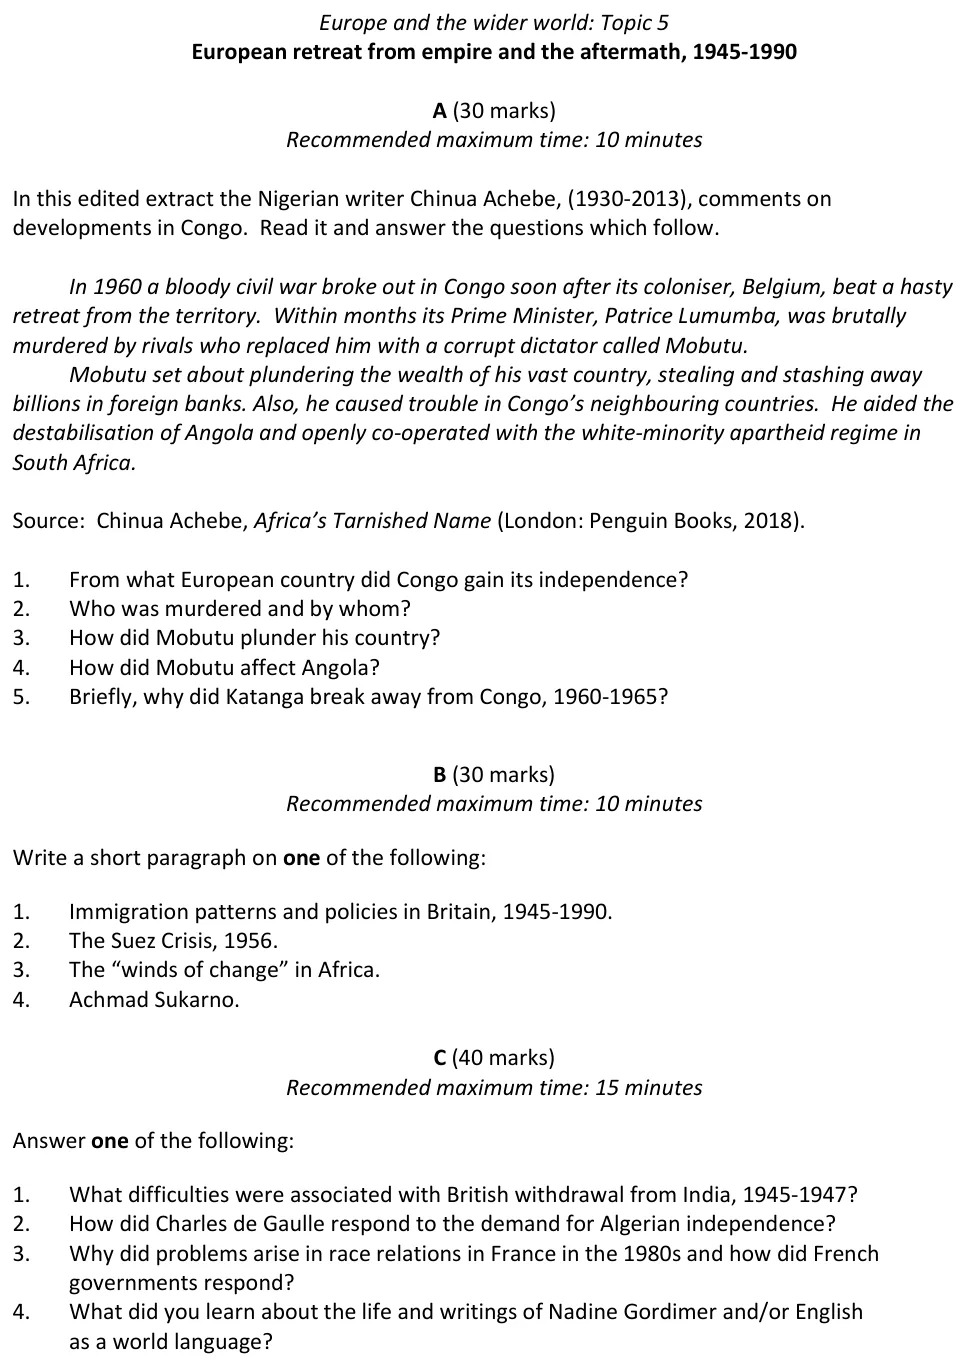 Europe and the wider world: Topic 5
European retreat from empire and the aftermath, 1945-1990
A (30 marks)
Recommended maximum time: 10 minutes
In this edited extract the Nigerian writer Chinua Achebe, (1930-2013), comments on
developments in Congo.  Read it and answer the questions which follow.
In 1960 a bloody civil war broke out in Congo soon after its coloniser, Belgium, beat a hasty
retreat from the territory.  Within months its Prime Minister, Patrice Lumumba, was brutally
murdered by rivals who replaced him with a corrupt dictator called Mobutu.
Mobutu set about plundering the wealth of his vast country, stealing and stashing away
billions in foreign banks. Also, he caused trouble in Congo’s neighbouring countries.  He aided the
destabilisation of Angola and openly co-operated with the white-minority apartheid regime in
South Africa.
Source:  Chinua Achebe, Africa’s Tarnished Name (London: Penguin Books, 2018).
1. From what European country did Congo gain its independence?
2. Who was murdered and by whom?
3. How did Mobutu plunder his country?
4. How did Mobutu affect Angola?
5. Briefly, why did Katanga break away from Congo, 1960-1965?
B (30 marks)
Recommended maximum time: 10 minutes
Write a short paragraph on one of the following:
1. Immigration patterns and policies in Britain, 1945-1990.
2. The Suez Crisis, 1956.
3. The “winds of change” in Africa.
4. Achmad Sukarno.
C (40 marks)
Recommended maximum time: 15 minutes
Answer one of the following:
1. What difficulties were associated with British withdrawal from India, 1945-1947?
2. How did Charles de Gaulle respond to the demand for Algerian independence?
3. Why did problems arise in race relations in France in the 1980s and how did French
governments respond?
4. What did you learn about the life and writings of Nadine Gordimer and/or English
as a world language?